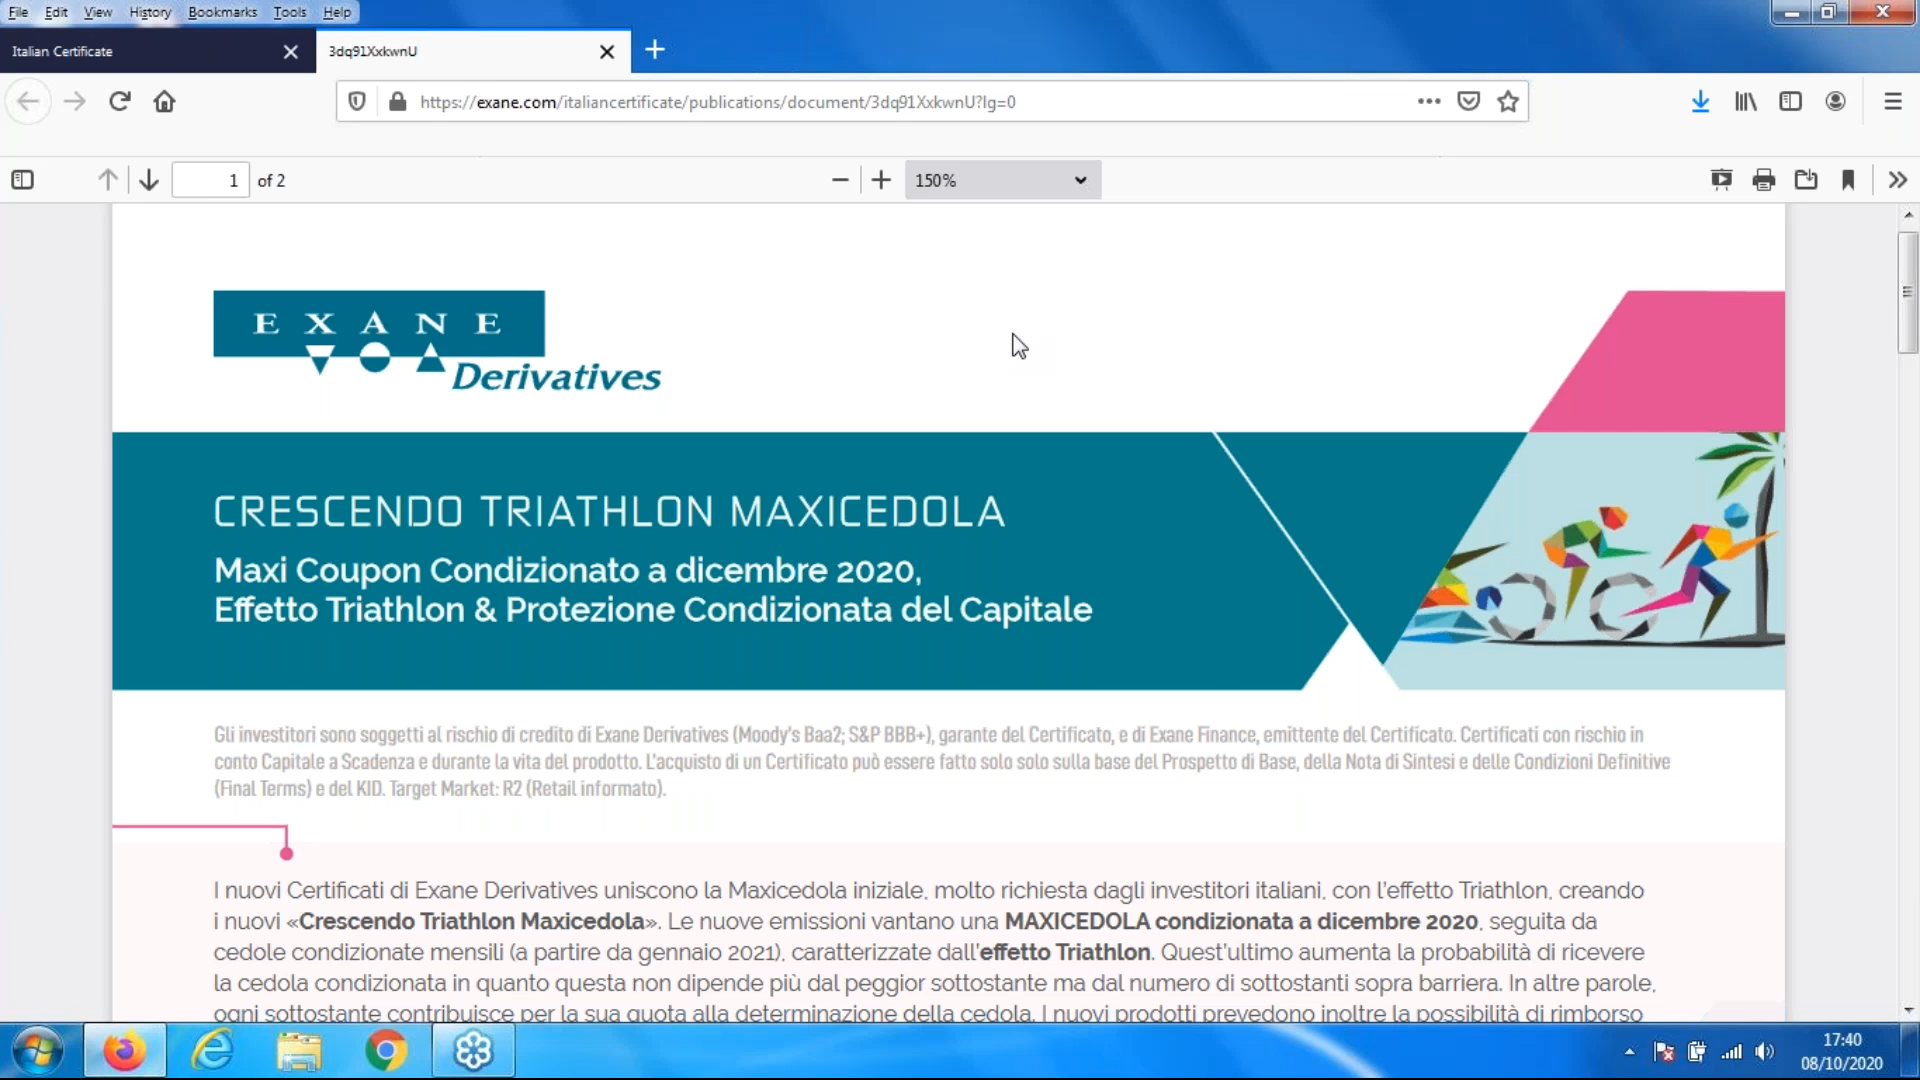 File Edit View History Bookmarks Tools Help
Italian Certificate
3dq91XxkwnU
https://exane.com/italiancertificate/publications/document/3dq91XxkwnU?lg=0
1 of 2
150%
EXANE
Derivatives
CRESCENDO TRIATHLON MAXICEDOLA
Maxi Coupon Condizionato a dicembre 2020,
Effetto Triathlon & Protezione Condizionata del Capitale
Gli investitori sono soggetti al rischio di credito di Exane Derivatives (Moody's Baa2; S&P BBB+), garante del Certificato, e di Exane Finance, emittente del Certificato. Certificati con rischio in
conto Capitale a Scadenza e durante la vita del prodotto. L'acquisto di un Certificato può essere fatto solo solo sulla base del Prospetto di Base, della Nota di Sintesi e delle Condizioni Definitive
(Final Terms) e del KID. Target Market: R2 (Retail informato).
I nuovi Certificati di Exane Derivatives uniscono la Maxicedola iniziale, molto richiesta dagli investitori italiani, con l'effetto Triathlon, creando
i nuovi «Crescendo Triathlon Maxicedola». Le nuove emissioni vantano una MAXICEDOLA condizionata a dicembre 2020, seguita da
cedole condizionate mensili (a partire da gennaio 2021), caratterizzate dall'effetto Triathlon. Quest'ultimo aumenta la probabilità di ricevere
la cedola condizionata in quanto questa non dipende più dal peggior sottostante ma dal numero di sottostanti sopra barriera. In altre parole,
ogni sottostante contribuisce per la sua quota alla determinazione della cedola. I nuovi prodotti prevedono inoltre la possibilità di rimborso
17:40
08/10/2020